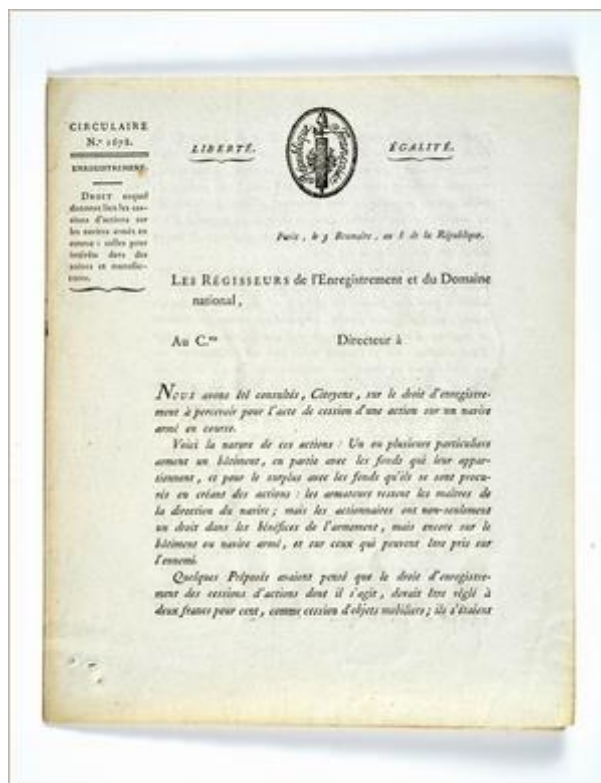 CIRCULAIRE
N.º 1678.
ENREGISTREMENT.
DROIT auquel
donnent lieu les ces-
sions d'actions sur
les navires armés en
course : celles pour
intérêts dans des
usines et manufac-
tures.
LIBERTÉ.
République Française
ÉGALITÉ.
Paris, le 9 Brumaire, an 8 de la République.
LES RÉGISSEURS de l'Enregistrement et du Domaine
national,
Au C.en Directeur à
Nous avons été consultés, Citoyens, sur le droit d'enregistre-
ment à percevoir pour l'acte de cession d'une action sur un navire
armé en course.
Voici la nature de ces actions : Un ou plusieurs particuliers
arment un bâtiment, en partie avec les fonds qui leur appar-
tiennent, et pour le surplus avec les fonds qu'ils se sont procu-
rés en créant des actions : les armateurs restent les maîtres de
la direction du navire ; mais les actionnaires ont non-seulement
un droit dans les bénéfices de l'armement, mais encore sur le
bâtiment ou navire armé, et sur ceux qui peuvent être pris sur
l'ennemi.
Quelques Préposés avaient pensé que le droit d'enregistre-
ment des cessions d'actions dont il s'agit, devait être réglé à
deux francs pour cent, comme cession d'objets mobiliers ; ils s'étaient